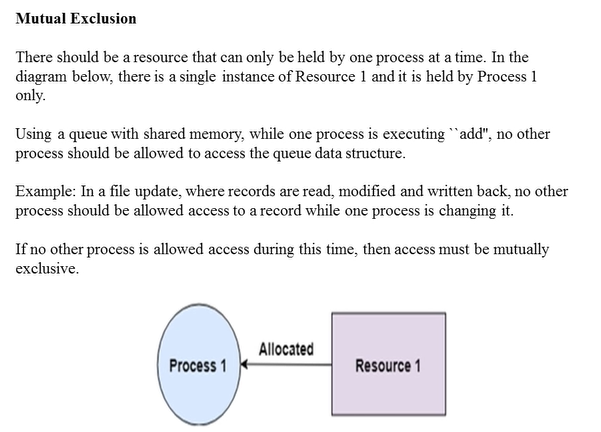 Mutual Exclusion
There should be a resource that can only be held by one process at a time. In the
diagram below, there is a single instance of Resource 1 and it is held by Process 1
only.
Using a queue with shared memory, while one process is executing ``add", no other
process should be allowed to access the queue data structure.
Example: In a file update, where records are read, modified and written back, no other
process should be allowed access to a record while one process is changing it.
If no other process is allowed access during this time, then access must be mutually
exclusive.
Allocated
Process 1
Resource 1